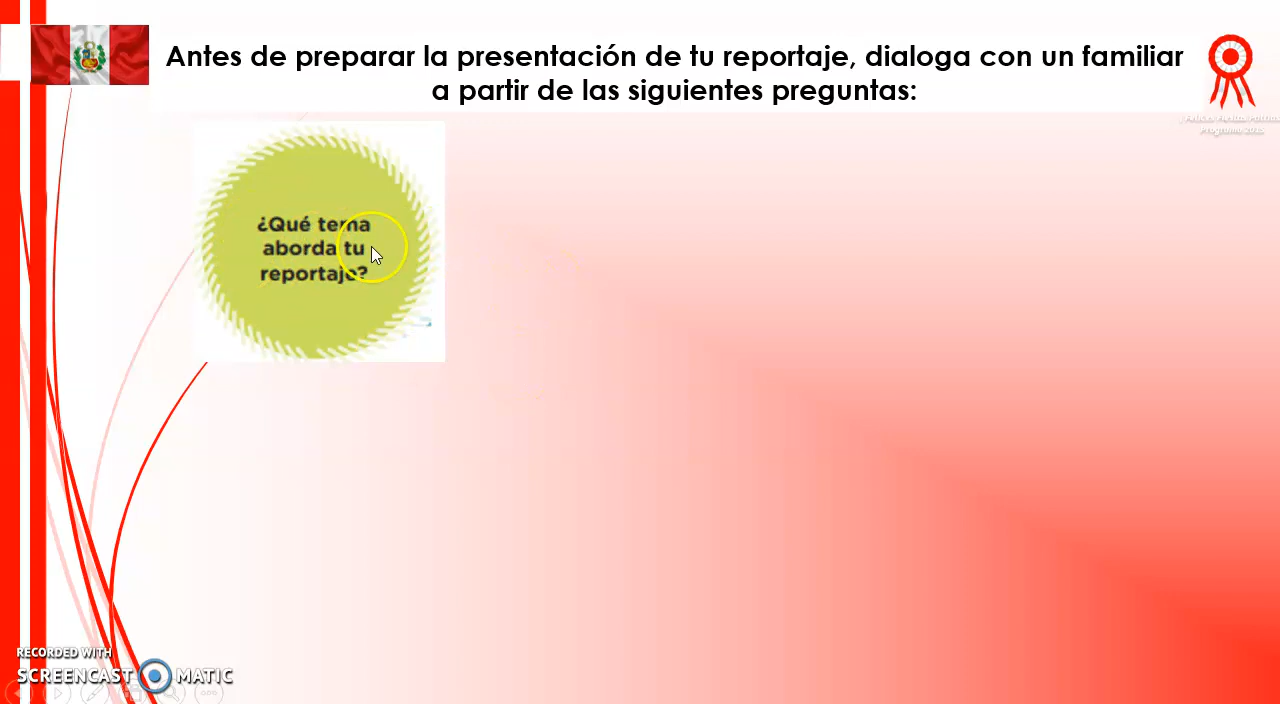 Antes de preparar la presentación de tu reportaje, dialoga con un familiar
a partir de las siguientes preguntas:
¿Qué tema
aborda tu
reportaje?
RECORDED WITH
SCREENCAST MATIC